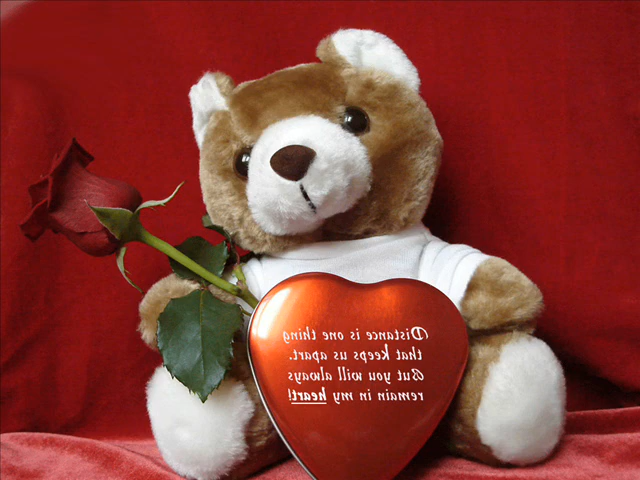 Distance is one thing
that keeps us apart.
But you will always
remain in my heart!